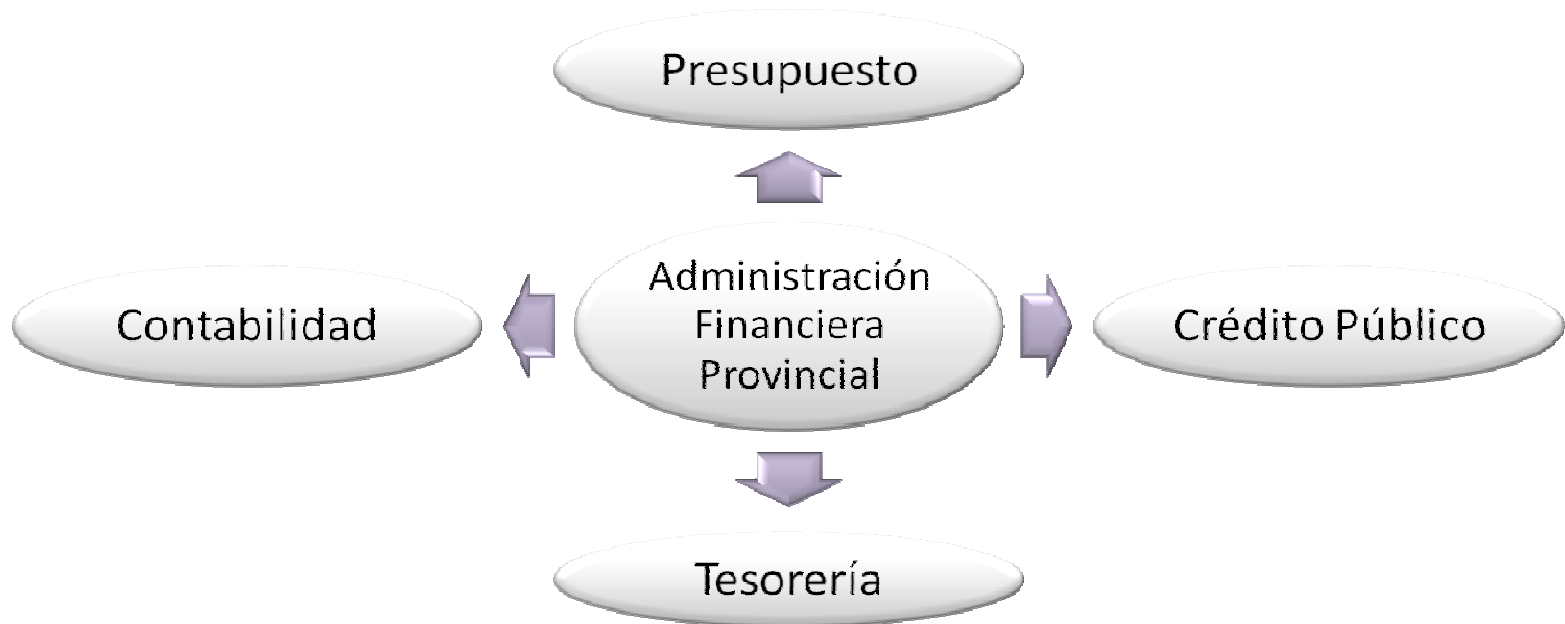 Presupuesto
Administración
Financiera
Provincial
Contabilidad
Crédito Público
Tesorería